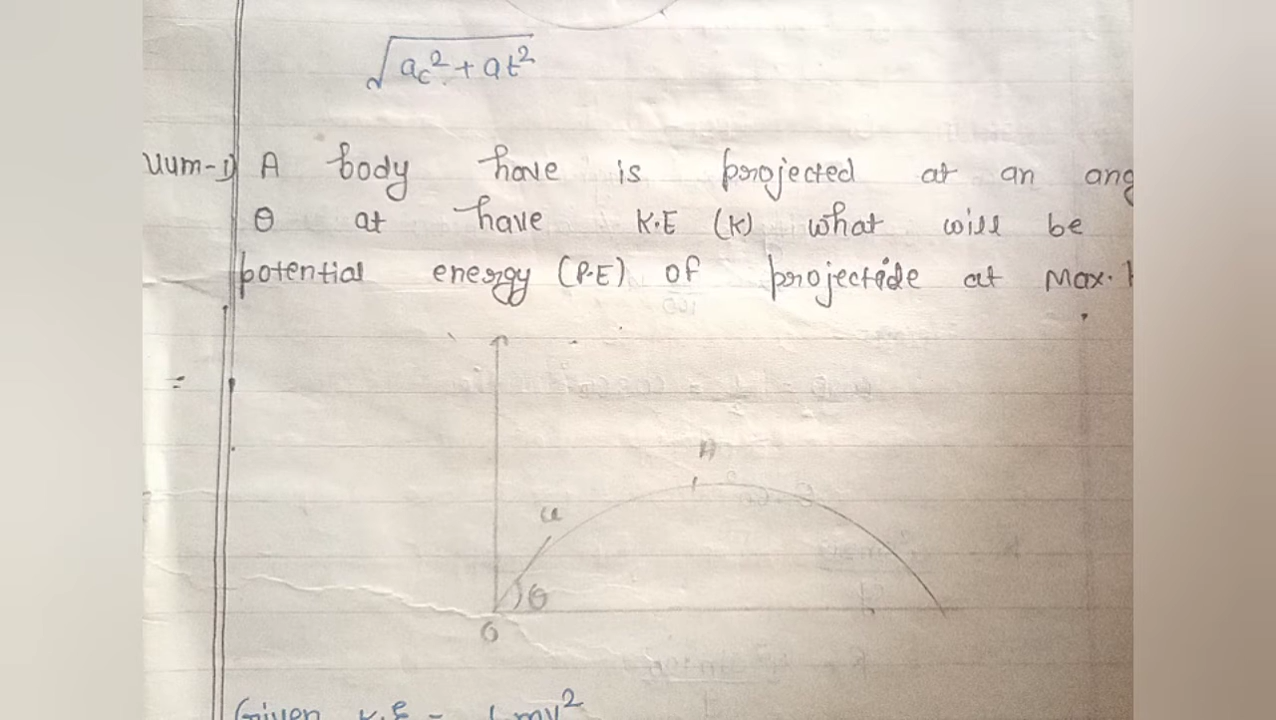 √ac²+at²
Num-1) A body have is projected at an ang
θ at have K.E (K) what will be
potential energy (P.E) of projectile at Max.
A
u
θ
O
Given K.E = 1 mv²